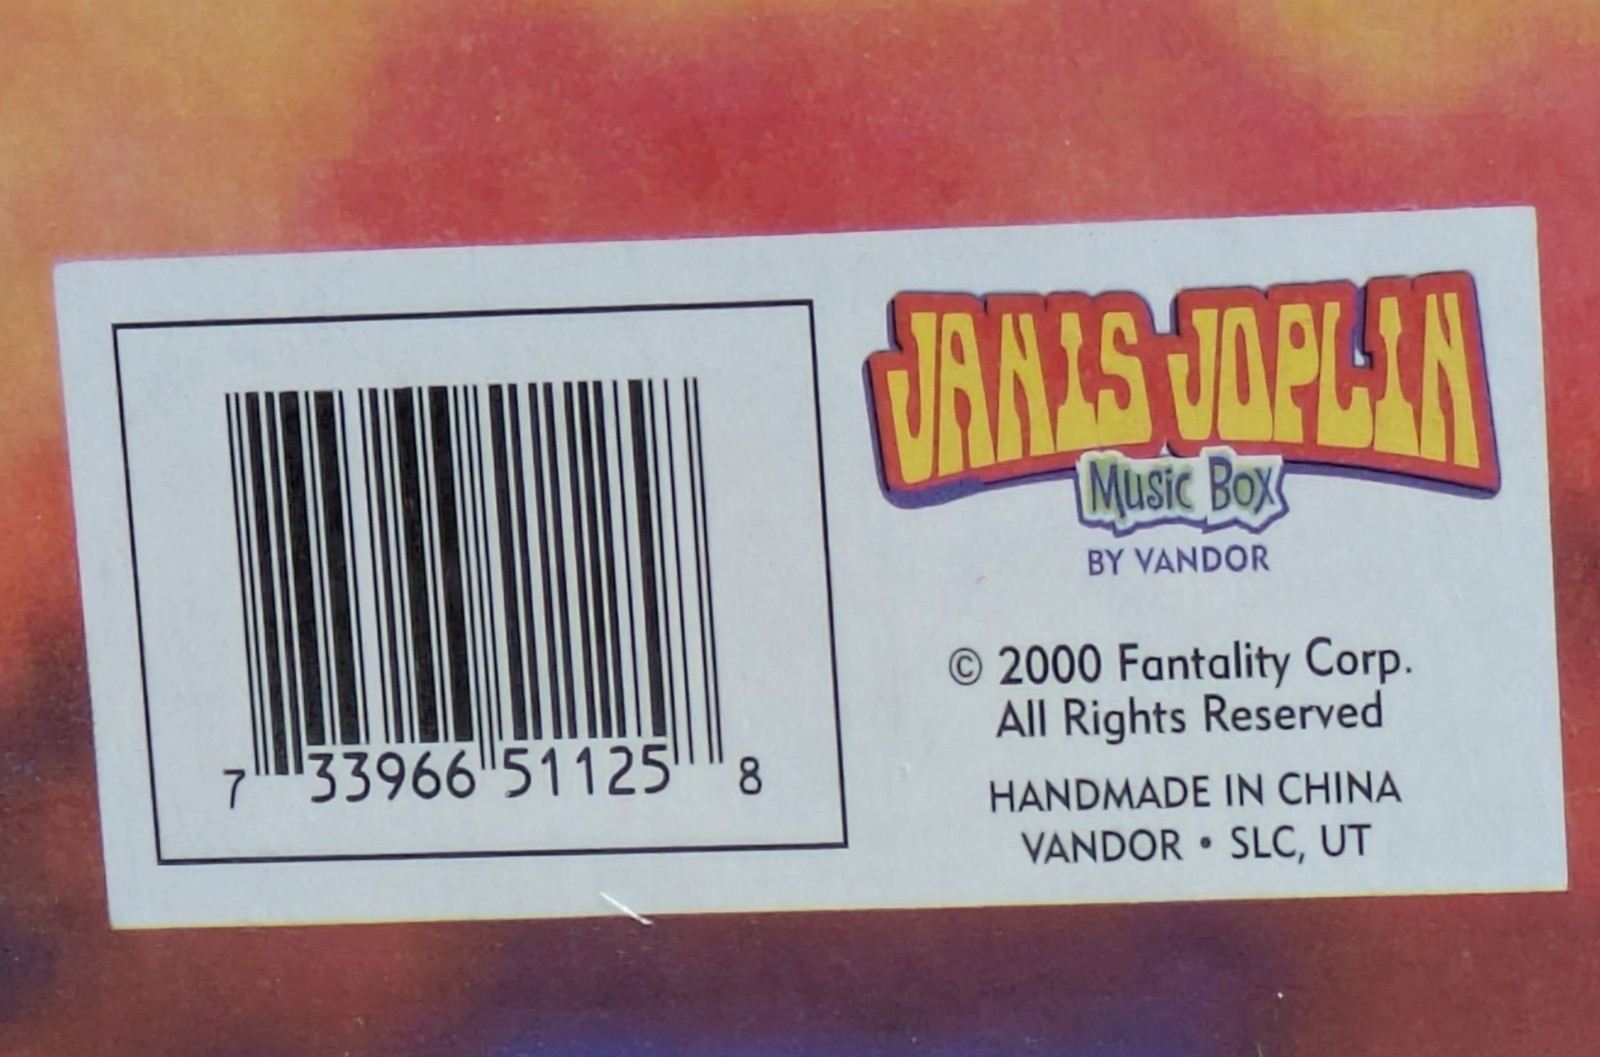 JANIS JOPLIN
Music Box
BY VANDOR
© 2000 Fantality Corp.
All Rights Reserved
HANDMADE IN CHINA
VANDOR • SLC, UT
7 33966 51125 8